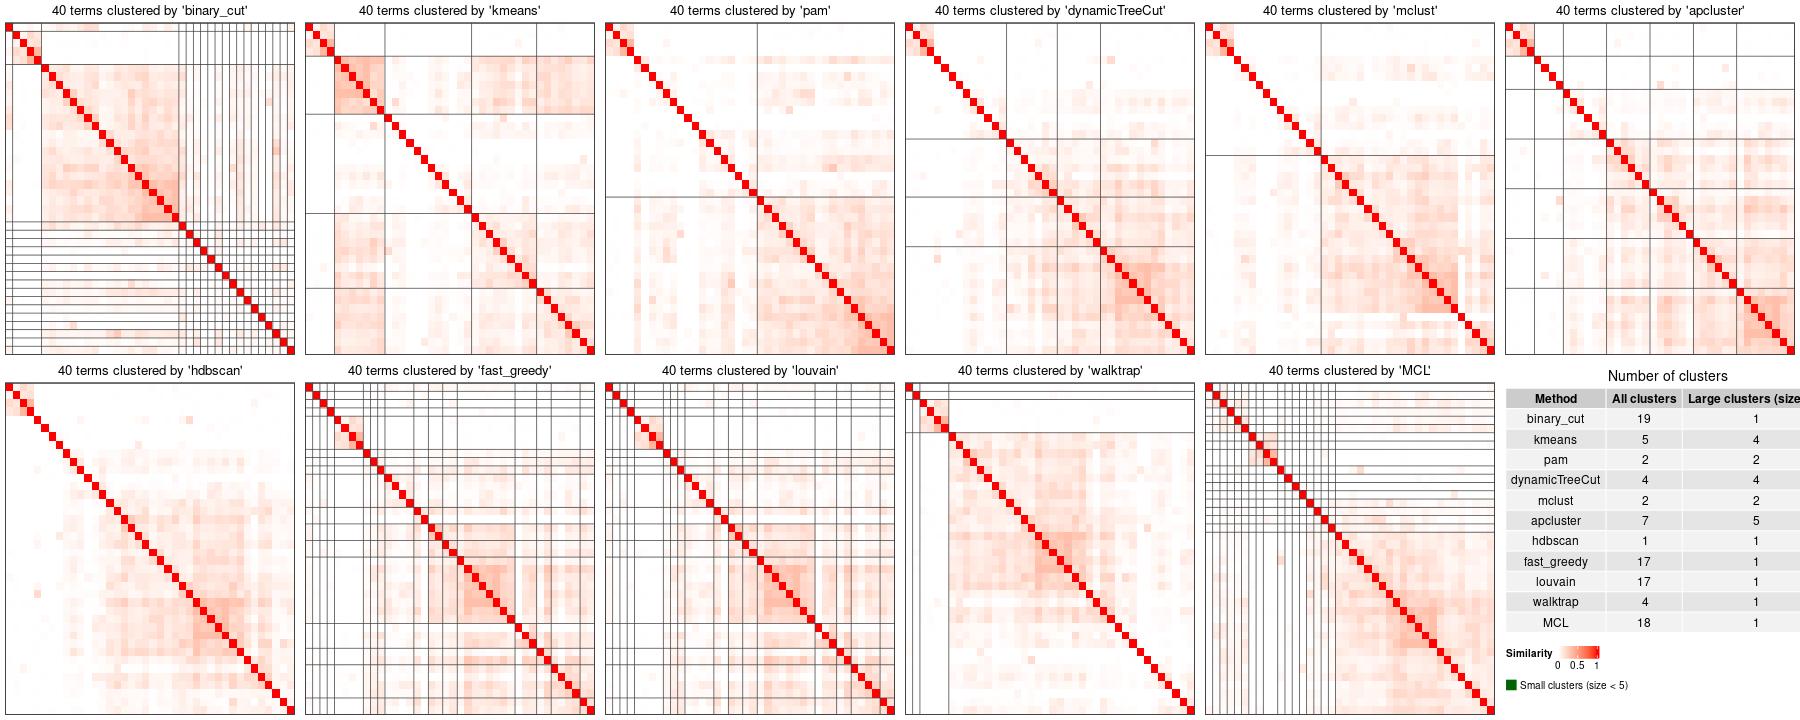 40 terms clustered by 'binary_cut'
40 terms clustered by 'kmeans'
40 terms clustered by 'pam'
40 terms clustered by 'dynamicTreeCut'
40 terms clustered by 'mclust'
40 terms clustered by 'apcluster'
40 terms clustered by 'hdbscan'
40 terms clustered by 'fast_greedy'
40 terms clustered by 'louvain'
40 terms clustered by 'walktrap'
40 terms clustered by 'MCL'
Number of clusters
Method All clusters Large clusters (size
binary_cut 19 1
kmeans 5 4
pam 2 2
dynamicTreeCut 4 4
mclust 2 2
apcluster 7 5
hdbscan 1 1
fast_greedy 17 1
louvain 17 1
walktrap 4 1
MCL 18 1
Similarity
0 0.5 1
Small clusters (size < 5)